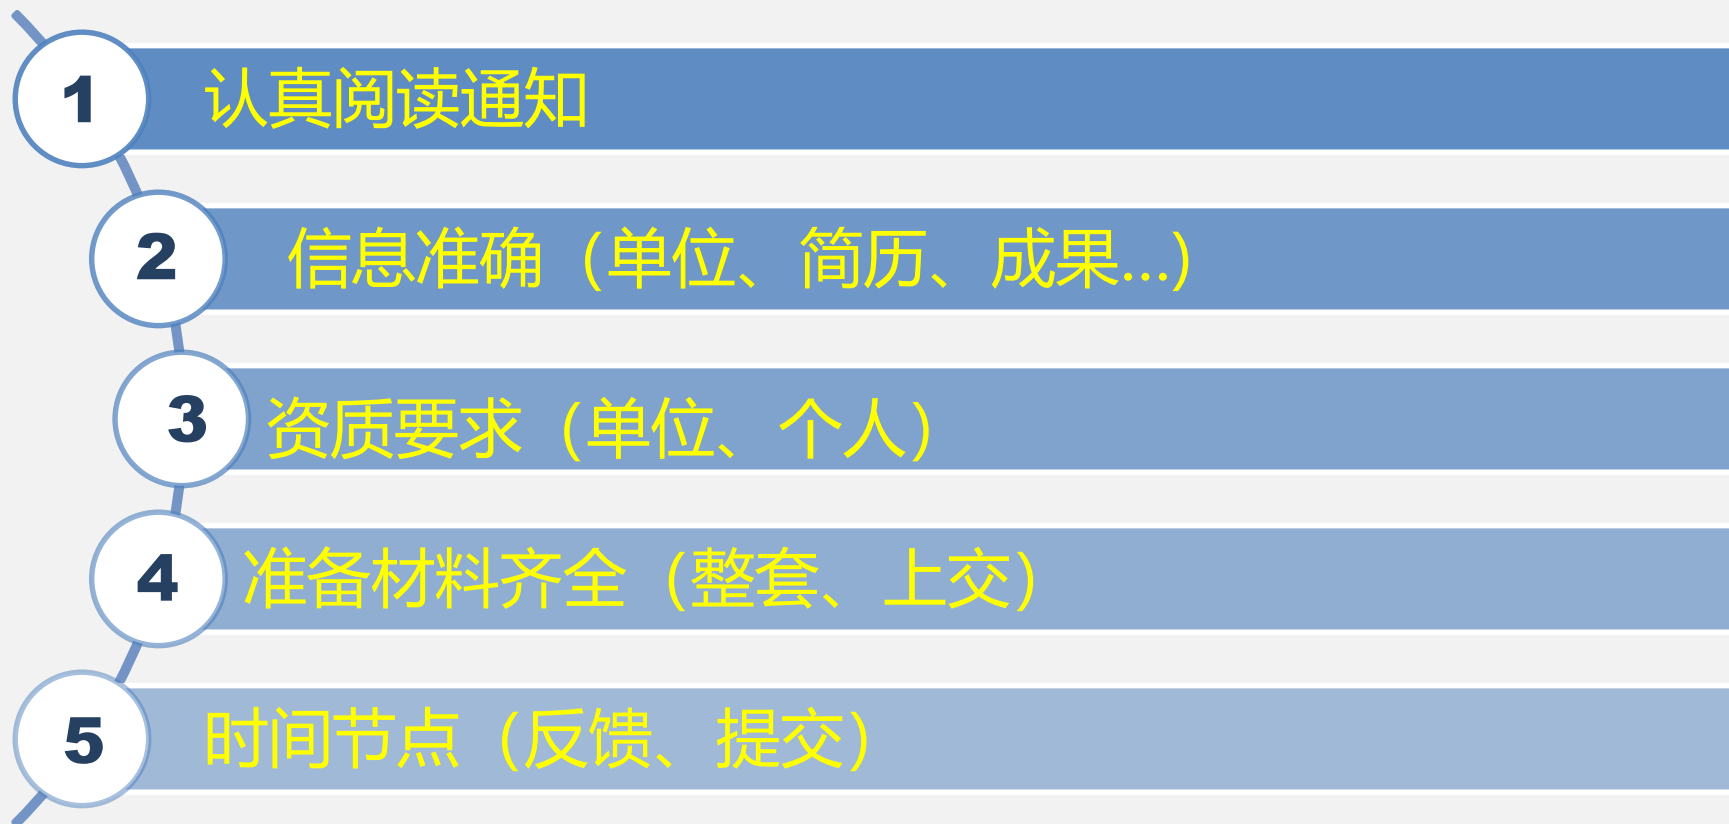 1 认真阅读通知
2 信息准确（单位、简历、成果...）
3 资质要求（单位、个人）
4 准备材料齐全（整套、上交）
5 时间节点（反馈、提交）